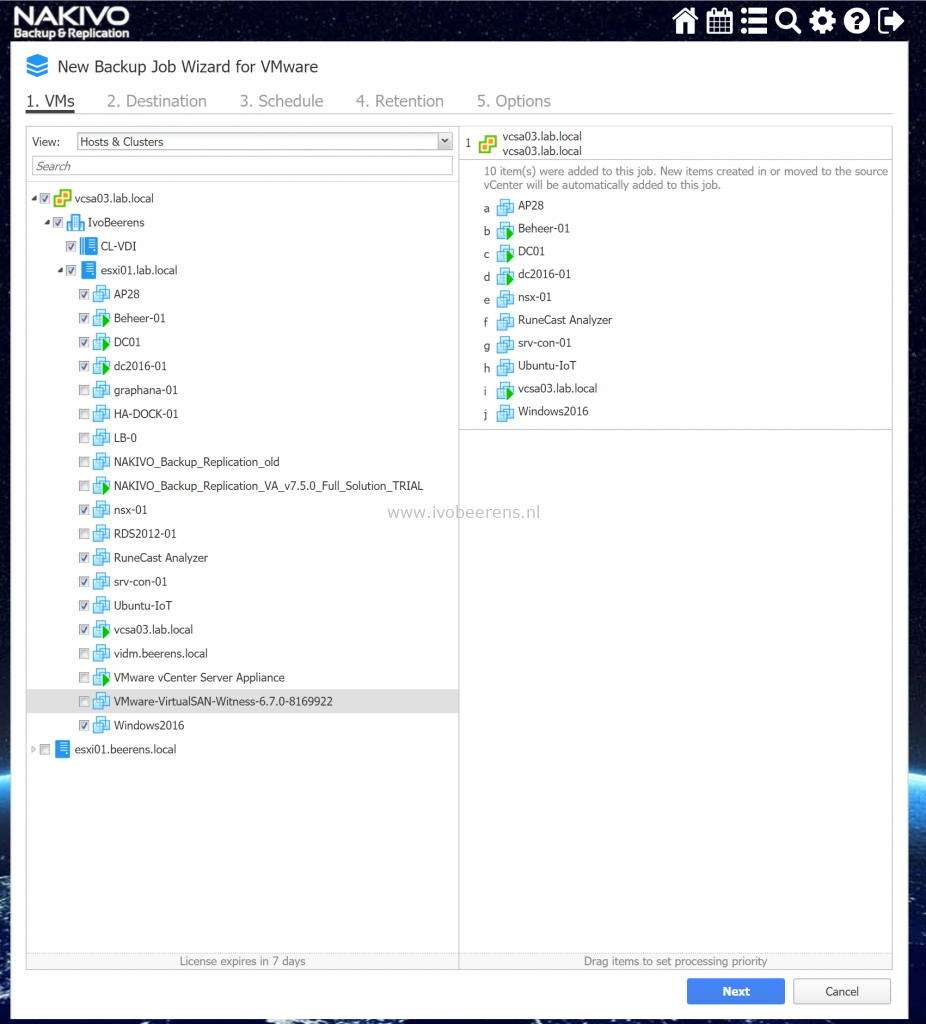 NAKIVO
Backup & Replication
New Backup Job Wizard for VMware
1. VMs 2. Destination 3. Schedule 4. Retention 5. Options
View: Hosts & Clusters
Search
vcsa03.lab.local
IvoBeerens
CL-VDI
esxi01.lab.local
AP28
Beheer-01
DC01
dc2016-01
graphana-01
HA-DOCK-01
LB-0
NAKIVO_Backup_Replication_old
NAKIVO_Backup_Replication_VA_v7.5.0_Full_Solution_TRIAL
nsx-01
RDS2012-01
RuneCast Analyzer
srv-con-01
Ubuntu-IoT
vcsa03.lab.local
vidm.beerens.local
VMware vCenter Server Appliance
VMware-VirtualSAN-Witness-6.7.0-8169922
Windows2016
esxi01.beerens.local
License expires in 7 days
1 vcsa03.lab.local
vcsa03.lab.local
10 item(s) were added to this job. New items created in or moved to the source
vCenter will be automatically added to this job.
a AP28
b Beheer-01
c DC01
d dc2016-01
e nsx-01
f RuneCast Analyzer
g srv-con-01
h Ubuntu-IoT
i vcsa03.lab.local
j Windows2016
www.ivobeerens.nl
Drag items to set processing priority
Next Cancel